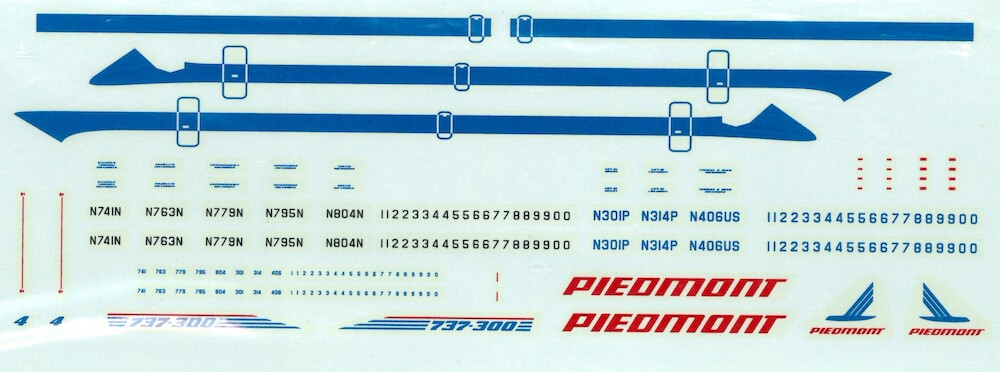 N741N N763N N779N N795N N804N 11223344556677889900 N301P N314P N406US 11223344556677889900
N741N N763N N779N N795N N804N 11223344556677889900 N301P N314P N406US 11223344556677889900
741 763 779 795 804 301 314 406 11223344556677889900
741 763 779 795 804 301 314 406 11223344556677889900
PIEDMONT
4 4 737-300 737-300 PIEDMONT
PIEDMONT PIEDMONT